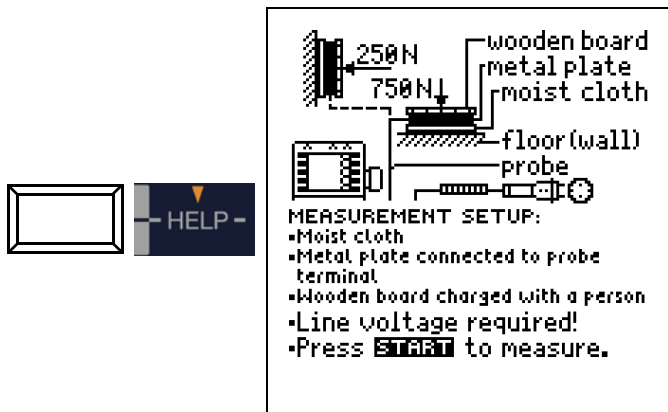 250N
wooden board
metal plate
750N
moist cloth
floor(wall)
probe
- HELP -
MEASUREMENT SETUP:
▪Moist cloth
▪Metal plate connected to probe
terminal
▪Wooden board charged with a person
▪Line voltage required!
▪Press START to measure.